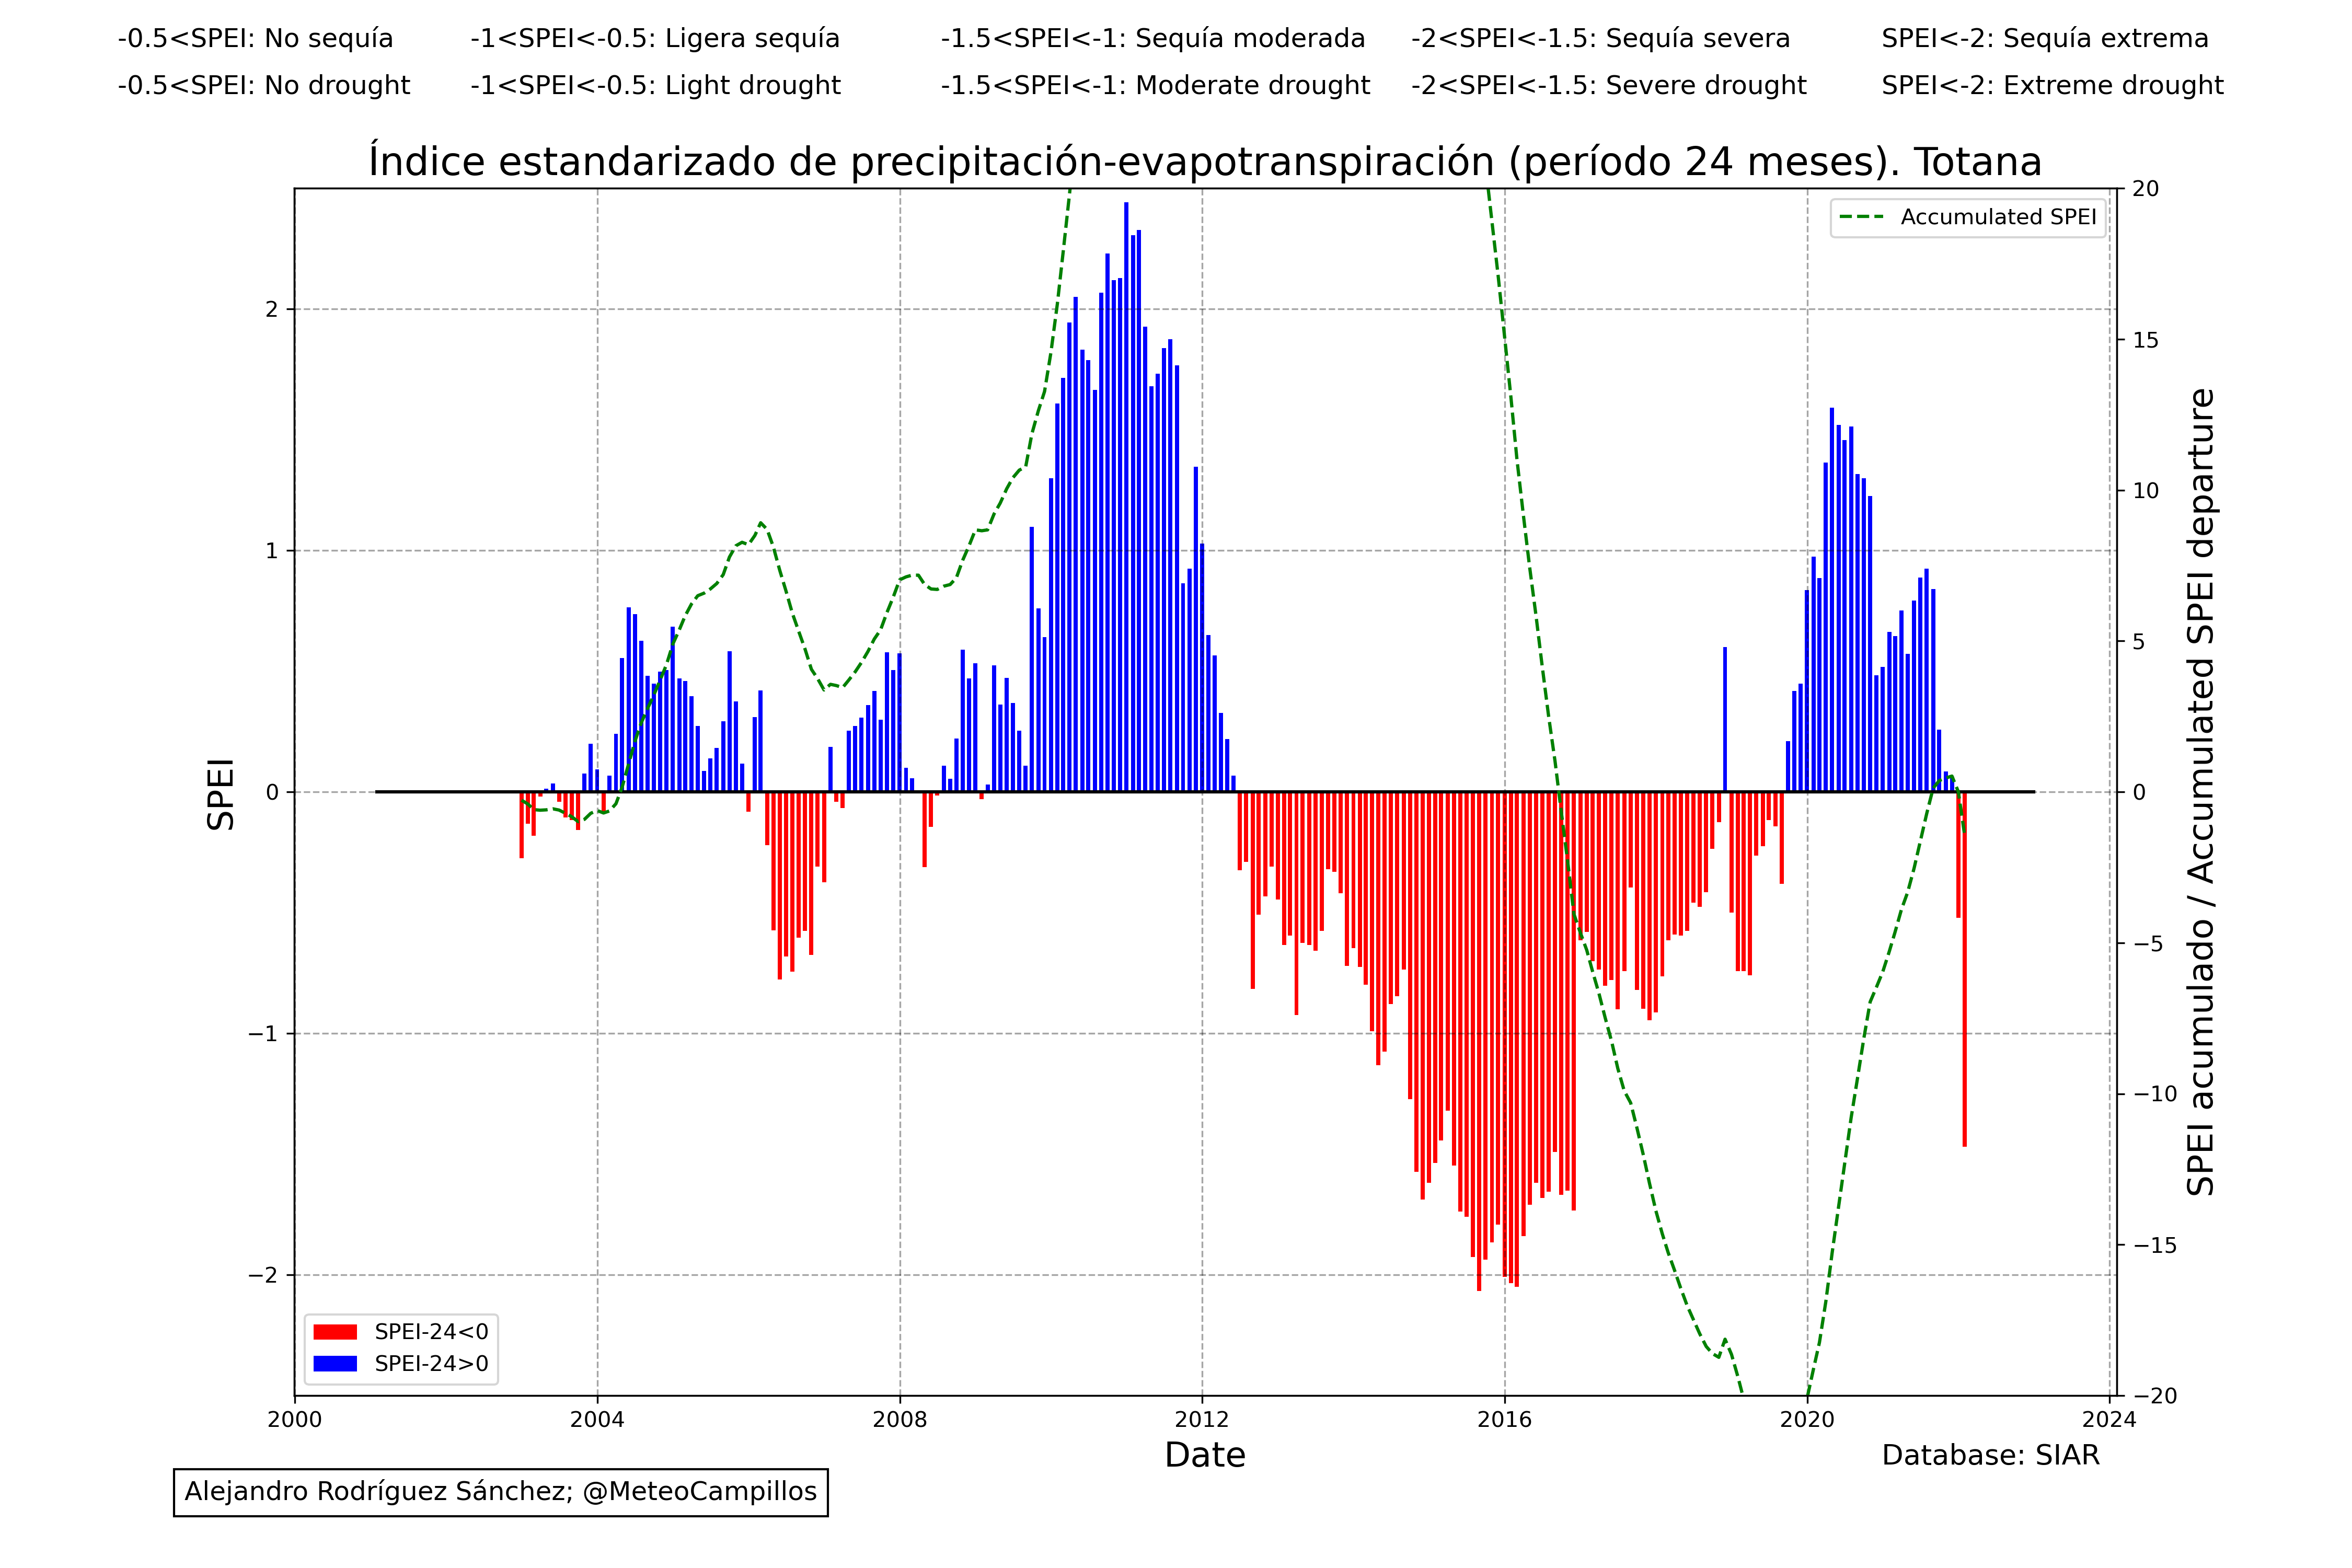 -0.5<SPEI: No sequía -1<SPEI<-0.5: Ligera sequía -1.5<SPEI<-1: Sequía moderada -2<SPEI<-1.5: Sequía severa SPEI<-2: Sequía extrema
-0.5<SPEI: No drought -1<SPEI<-0.5: Light drought -1.5<SPEI<-1: Moderate drought -2<SPEI<-1.5: Severe drought SPEI<-2: Extreme drought
Índice estandarizado de precipitación-evapotranspiración (período 24 meses). Totana
Accumulated SPEI
SPEI
2
1
0
−1
−2
20
15
10
5
0
−5
−10
−15
−20
SPEI acumulado / Accumulated SPEI departure
SPEI-24<0
SPEI-24>0
2000 2004 2008 2012 2016 2020 2024
Date
Database: SIAR
Alejandro Rodríguez Sánchez; @MeteoCampillos